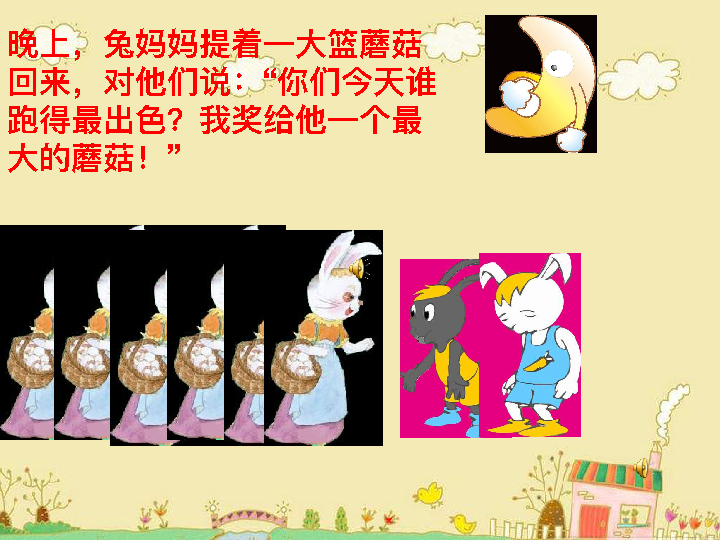 晚上，兔妈妈提着一大篮蘑菇
回来，对他们说：“你们今天谁
跑得最出色？我奖给他一个最
大的蘑菇！”